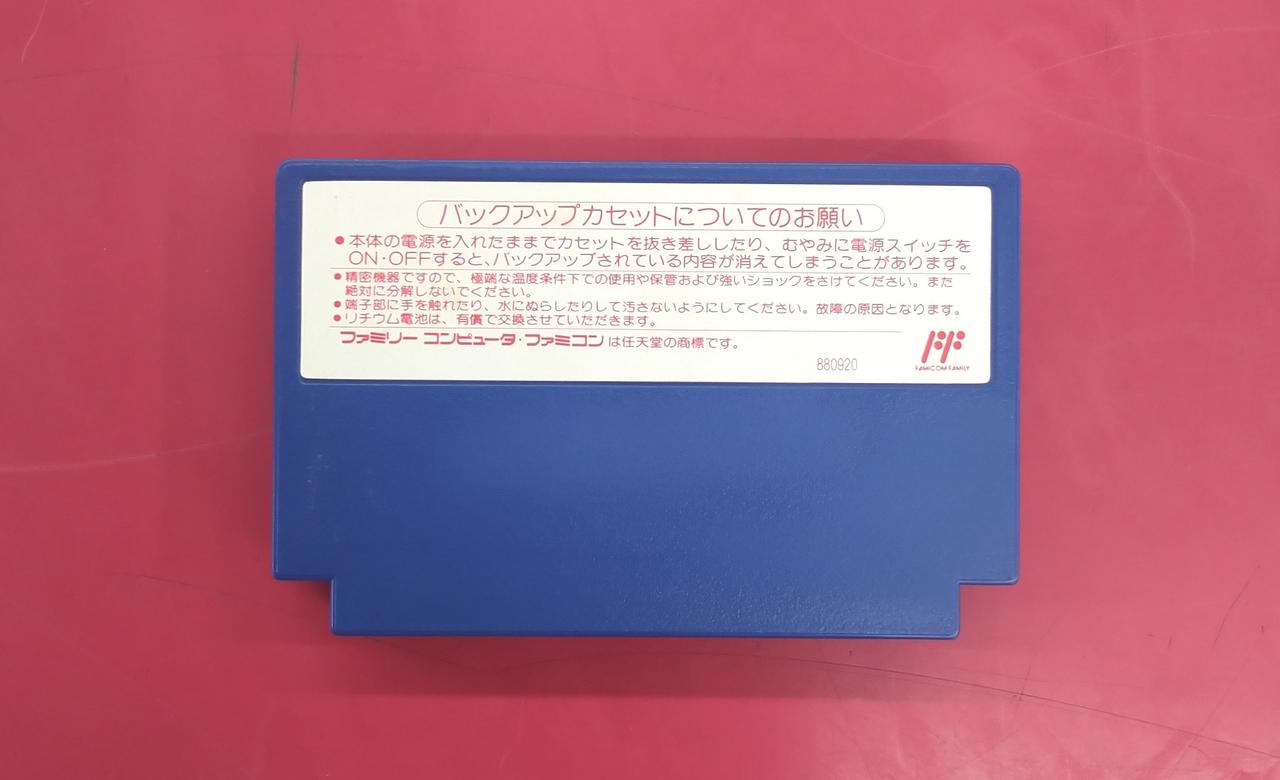 バックアップカセットについてのお願い
●本体の電源を入れたままでカセットを抜き差ししたり、むやみに電源スイッチを
ON・OFFすると、バックアップされている内容が消えてしまうことがあります。
●精密機器ですので、極端な温度条件下での使用や保管および強いショックをさけてください。また
絶対に分解しないでください。
●端子部に手を触れたり、水にぬらしたりして汚さないようにしてください。故障の原因となります。
●リチウム電池は、有償で交換させていただきます。
ファミリー コンピュータ・ファミコンは任天堂の商標です。
880920
FAMICOM FAMILY